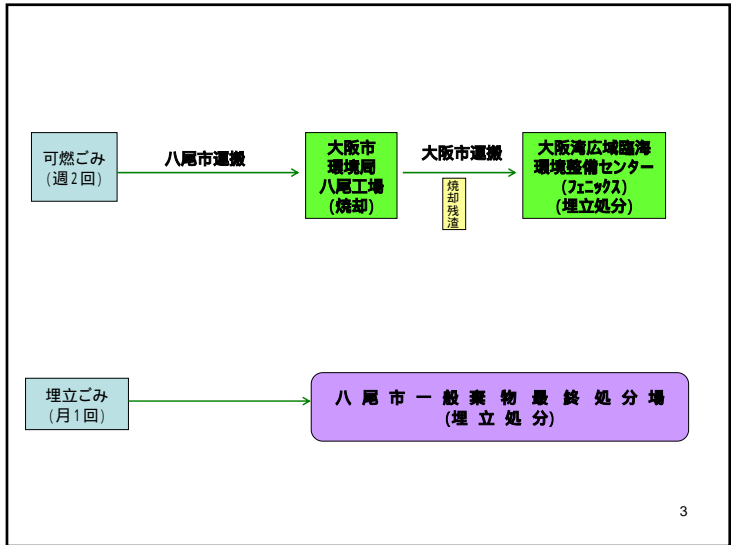 可燃ごみ
(週2回)
八尾市運搬
大阪市
環境局
八尾工場
(焼却)
大阪市運搬
焼却残渣
大阪湾広域臨海
環境整備センター
(フェニックス)
(埋立処分)
埋立ごみ
(月1回)
八尾市一般棄物最終処分場
(埋立処分)
3